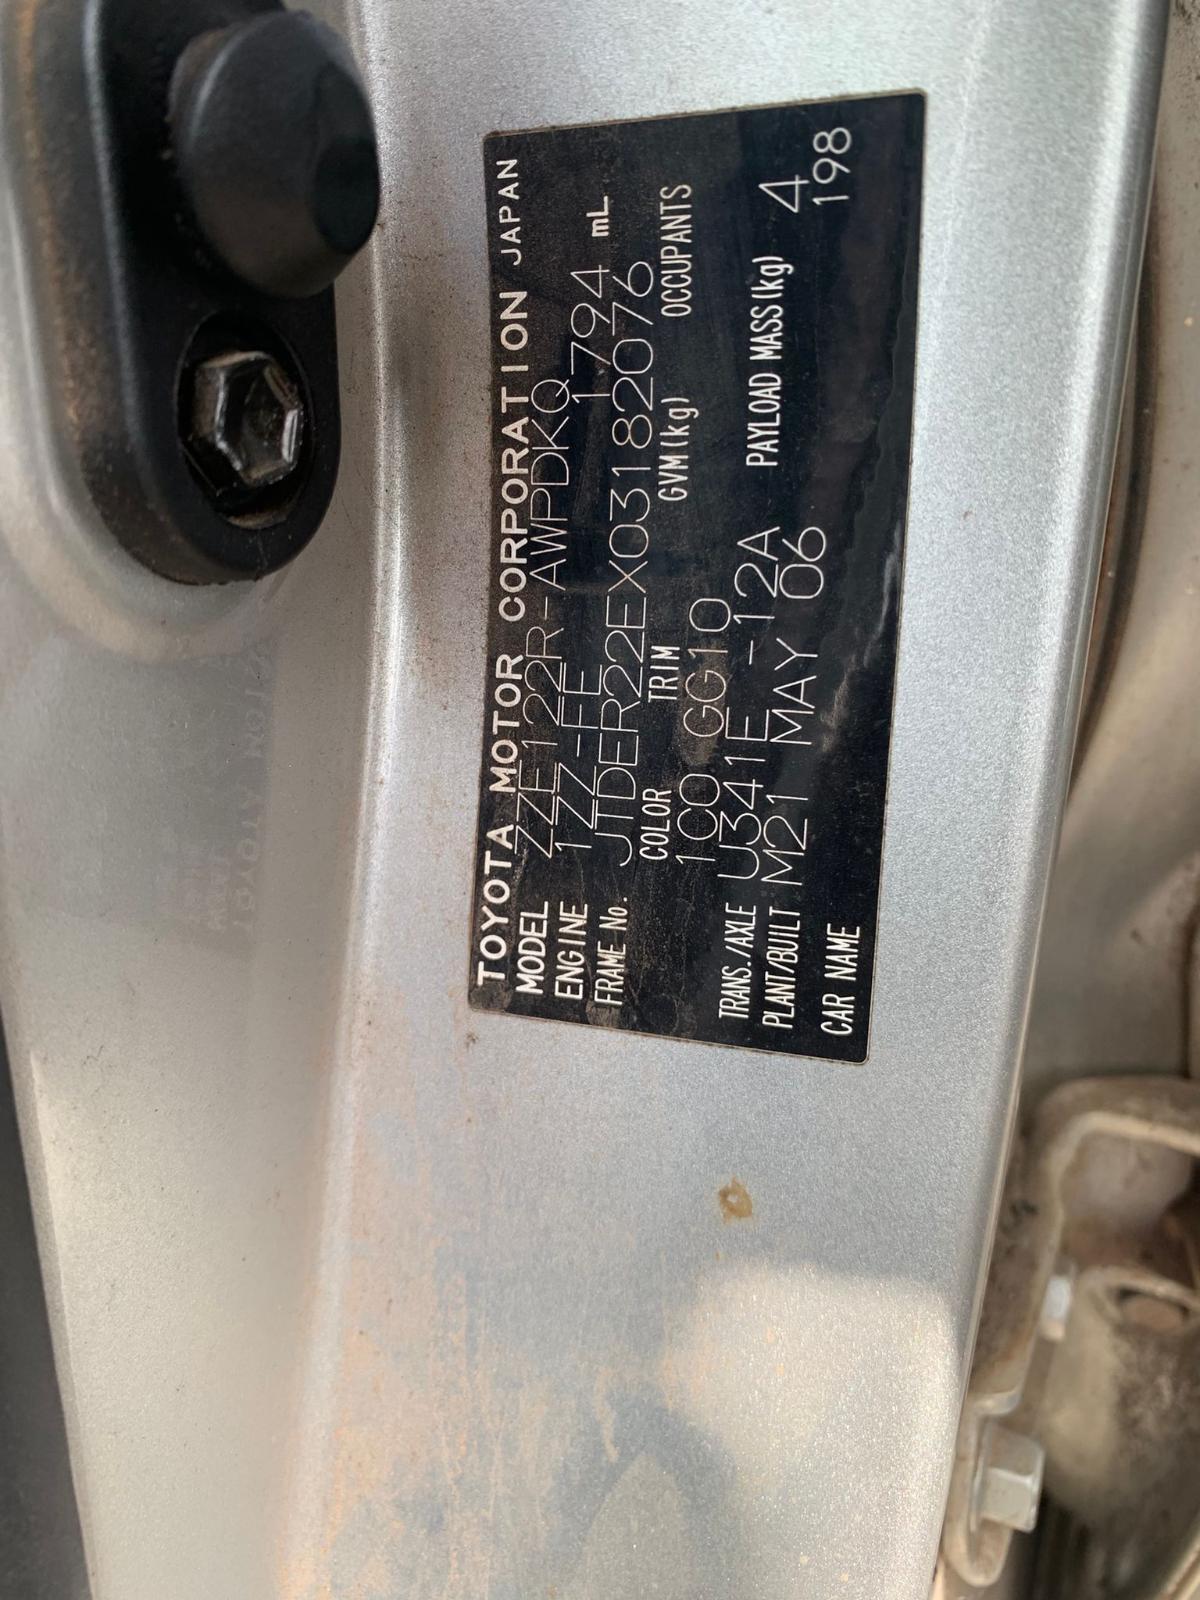 TOYOTA MOTOR CORPORATION JAPAN
MODEL ZZE122R-AWPDKQ
ENGINE 1ZZ-FE 1794 mL
FRAME No. JTDER22EX03182076
COLOR TRIM GVM(kg) OCCUPANTS
1C0 GG10 4
TRANS./AXLE U341E -12A PAYLOAD MASS(kg) 198
PLANT/BUILT M21 MAY 06
CAR NAME